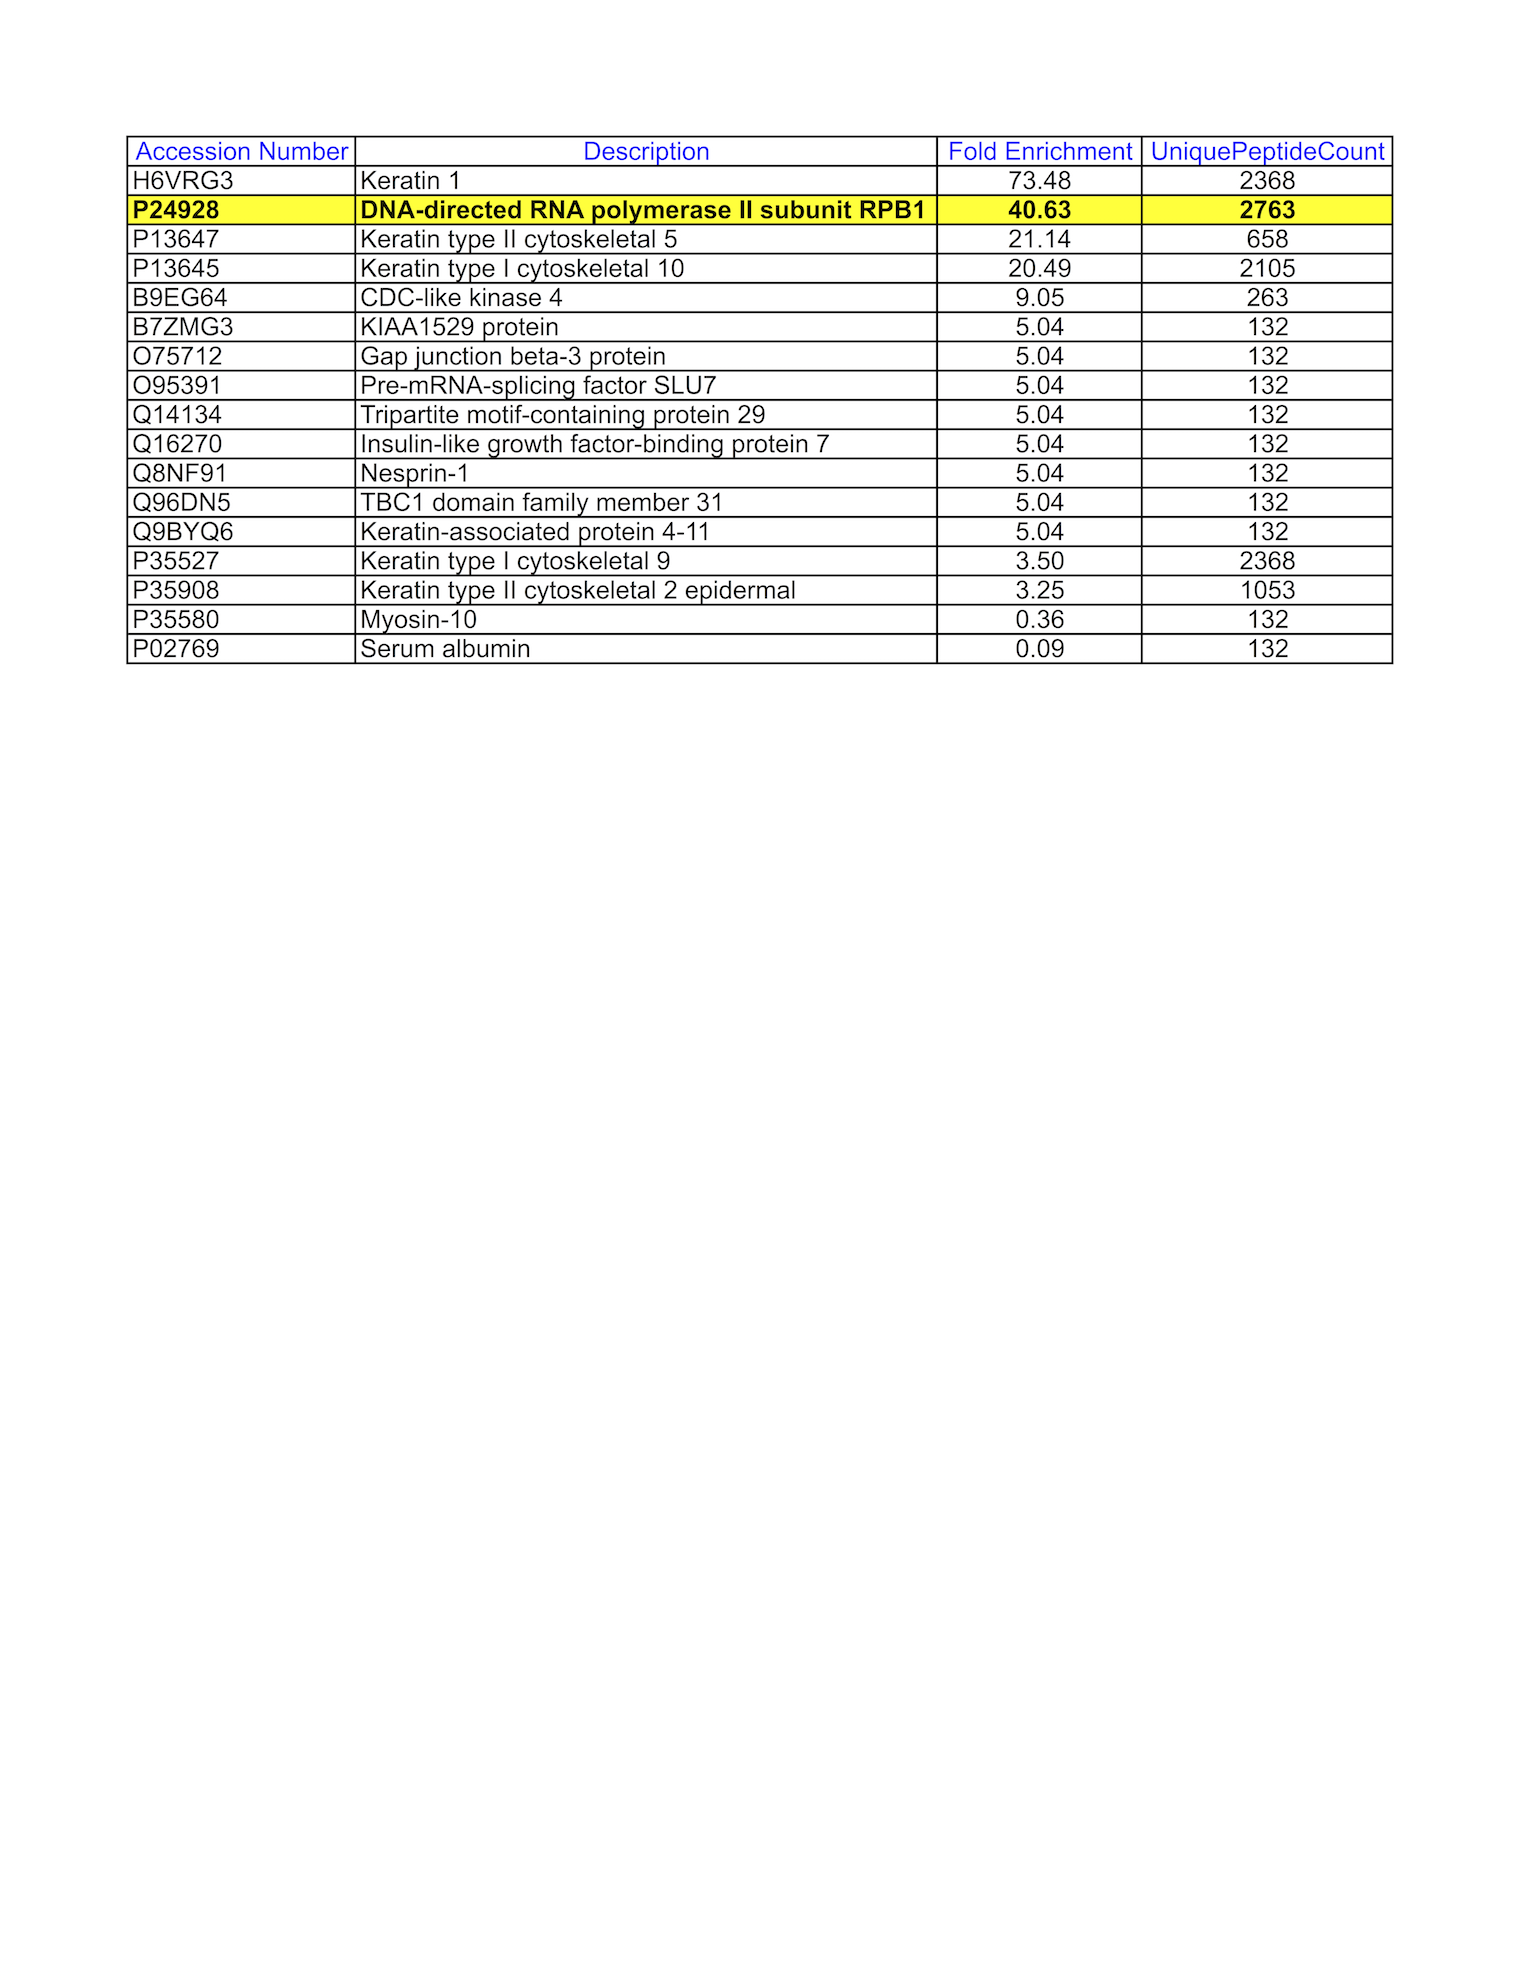 Accession Number Description Fold Enrichment UniquePeptideCount
H6VRG3 Keratin 1 73.48 2368
P24928 DNA-directed RNA polymerase II subunit RPB1 40.63 2763
P13647 Keratin type II cytoskeletal 5 21.14 658
P13645 Keratin type I cytoskeletal 10 20.49 2105
B9EG64 CDC-like kinase 4 9.05 263
B7ZMG3 KIAA1529 protein 5.04 132
O75712 Gap junction beta-3 protein 5.04 132
O95391 Pre-mRNA-splicing factor SLU7 5.04 132
Q14134 Tripartite motif-containing protein 29 5.04 132
Q16270 Insulin-like growth factor-binding protein 7 5.04 132
Q8NF91 Nesprin-1 5.04 132
Q96DN5 TBC1 domain family member 31 5.04 132
Q9BYQ6 Keratin-associated protein 4-11 5.04 132
P35527 Keratin type I cytoskeletal 9 3.50 2368
P35908 Keratin type II cytoskeletal 2 epidermal 3.25 1053
P35580 Myosin-10 0.36 132
P02769 Serum albumin 0.09 132